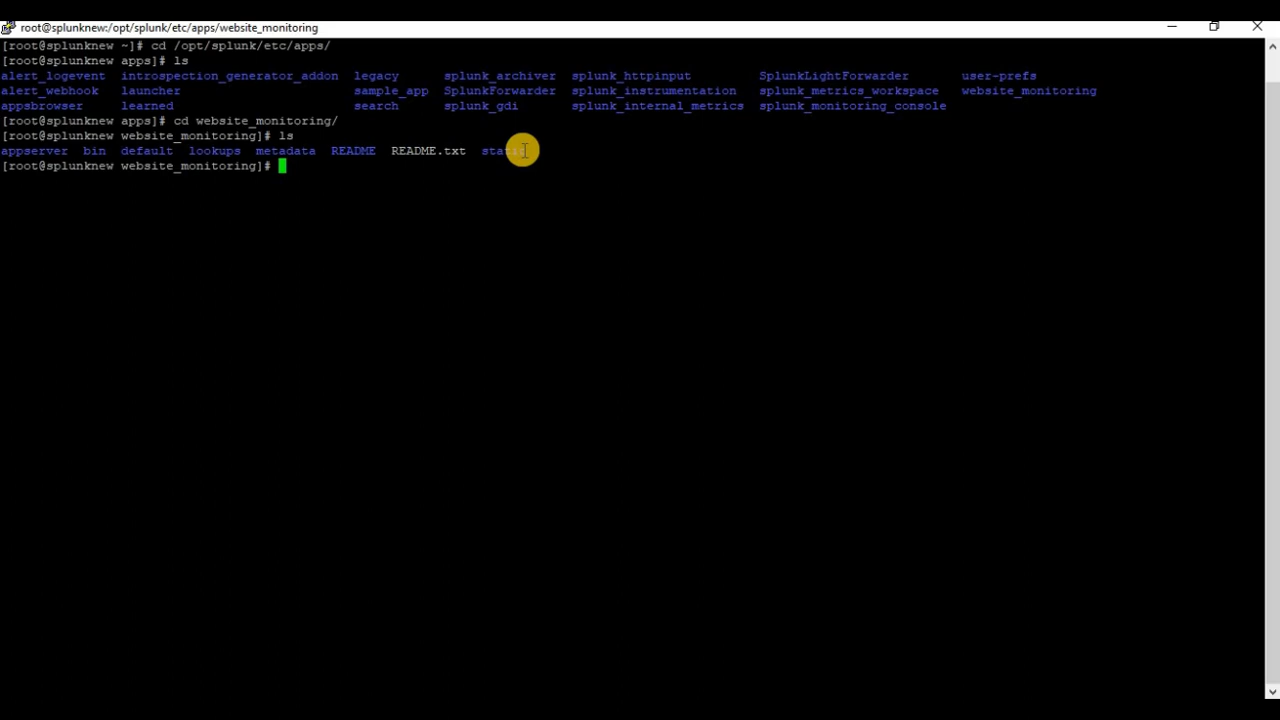 root@splunknew:/opt/splunk/etc/apps/website_monitoring
[root@splunknew ~]# cd /opt/splunk/etc/apps/
[root@splunknew apps]# ls
alert_logevent introspection_generator_addon legacy splunk_archiver splunk_httpinput SplunkLightForwarder user-prefs
alert_webhook launcher sample_app SplunkForwarder splunk_instrumentation splunk_metrics_workspace website_monitoring
appsbrowser learned search splunk_gdi splunk_internal_metrics splunk_monitoring_console
[root@splunknew apps]# cd website_monitoring/
[root@splunknew website_monitoring]# ls
appserver bin default lookups metadata README README.txt static
[root@splunknew website_monitoring]#